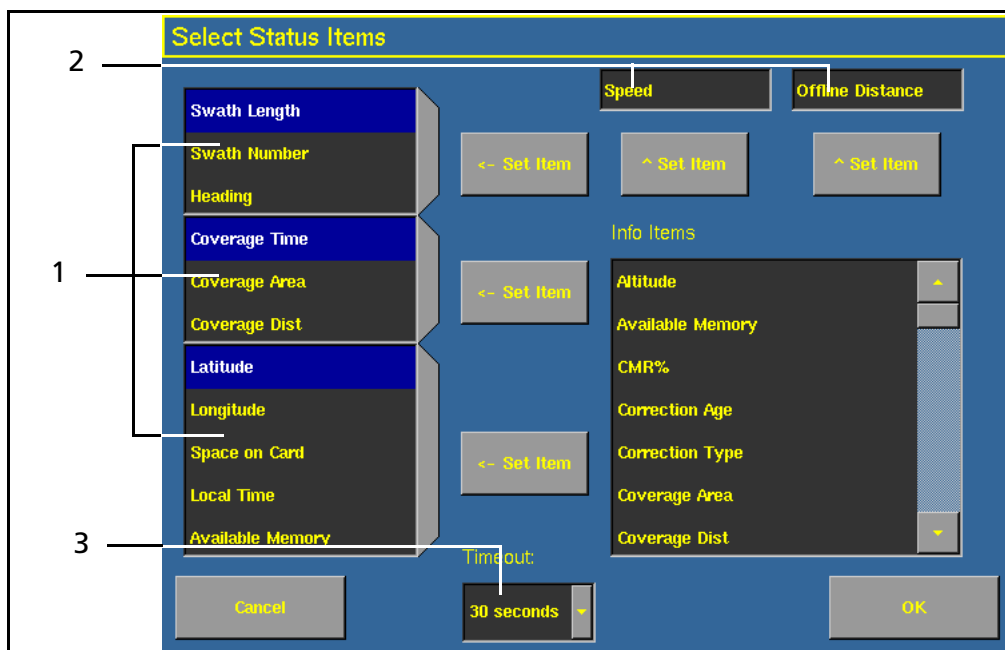 Select Status Items
2
Speed
Offline Distance
Swath Length
Swath Number
Heading
<- Set Item
^ Set Item
^ Set Item
Info Items
1
Coverage Time
Coverage Area
Coverage Dist
<- Set Item
Altitude
Available Memory
CMR%
Correction Age
Correction Type
Coverage Area
Coverage Dist
Latitude
Longitude
Space on Card
Local Time
Available Memory
<- Set Item
3
Timeout:
30 seconds
Cancel
OK